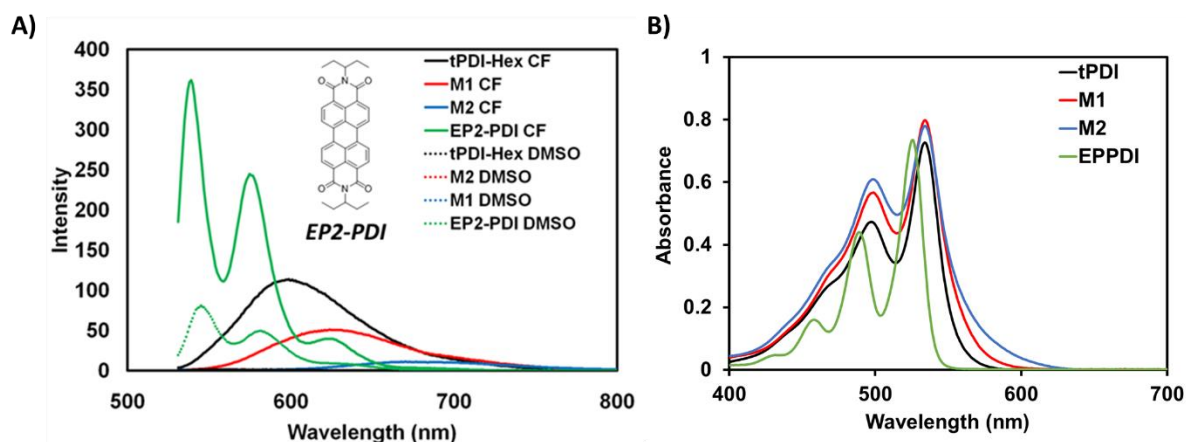 A)
400
350
300
250
200
150
100
50
0
Intensity
500
600
700
800
Wavelength (nm)
O
N
O
O
N
O
EP2-PDI
tPDI-Hex CF
M1 CF
M2 CF
EP2-PDI CF
tPDI-Hex DMSO
M2 DMSO
M1 DMSO
EP2-PDI DMSO
B)
1
0.8
0.6
0.4
0.2
0
Absorbance
400
500
600
700
Wavelength (nm)
tPDI
M1
M2
EPPDI